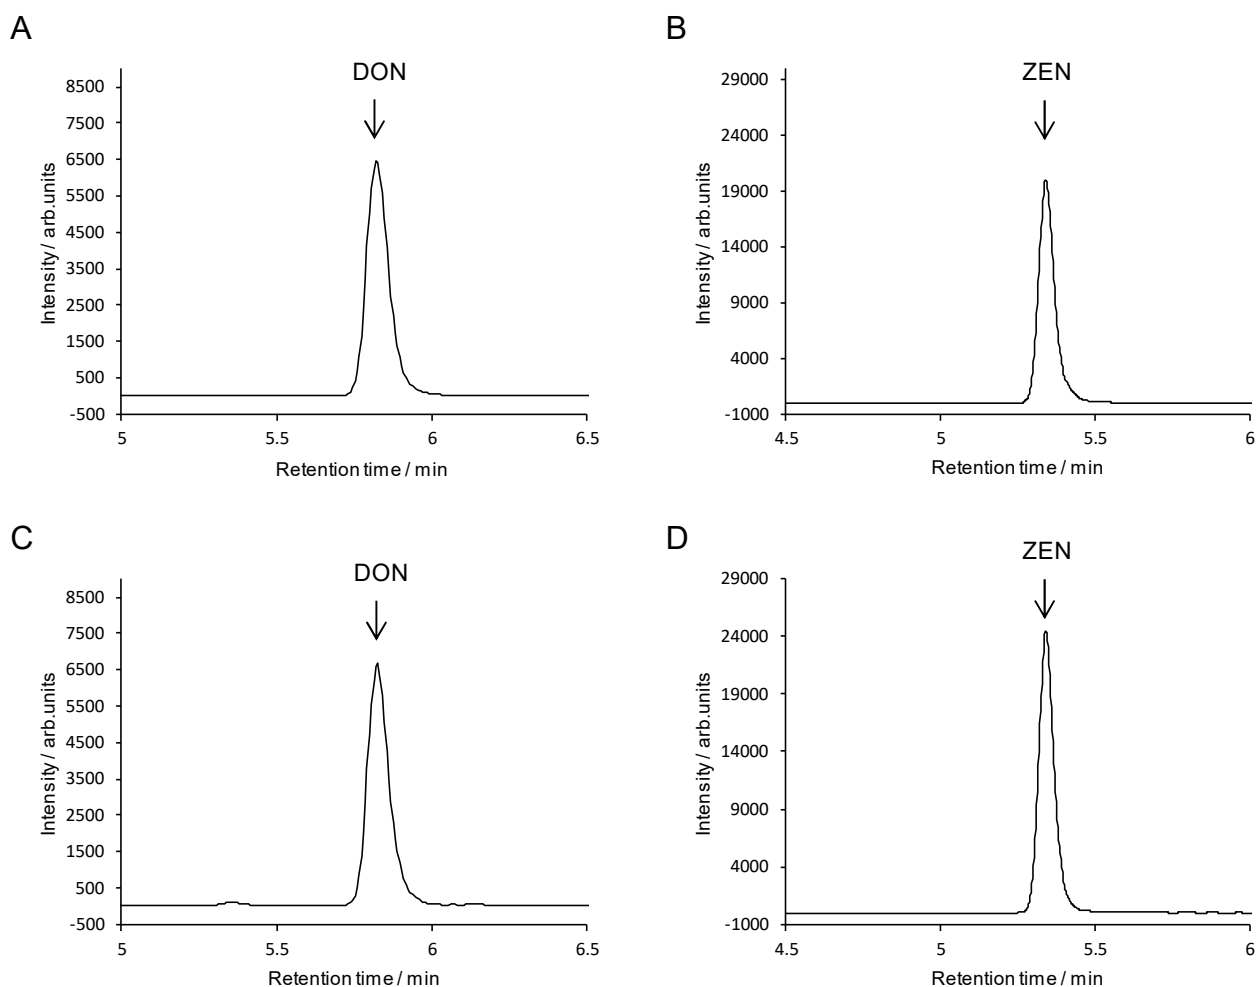 A
DON
8500
7500
6500
5500
4500
3500
2500
1500
500
-500
Intensity / arb.units
5 5.5 6 6.5
Retention time / min
B
ZEN
29000
24000
19000
14000
9000
4000
-1000
Intensity / arb.units
4.5 5 5.5 6
Retention time / min
C
DON
8500
7500
6500
5500
4500
3500
2500
1500
500
-500
Intensity / arb.units
5 5.5 6 6.5
Retention time / min
D
ZEN
29000
24000
19000
14000
9000
4000
-1000
Intensity / arb.units
4.5 5 5.5 6
Retention time / min